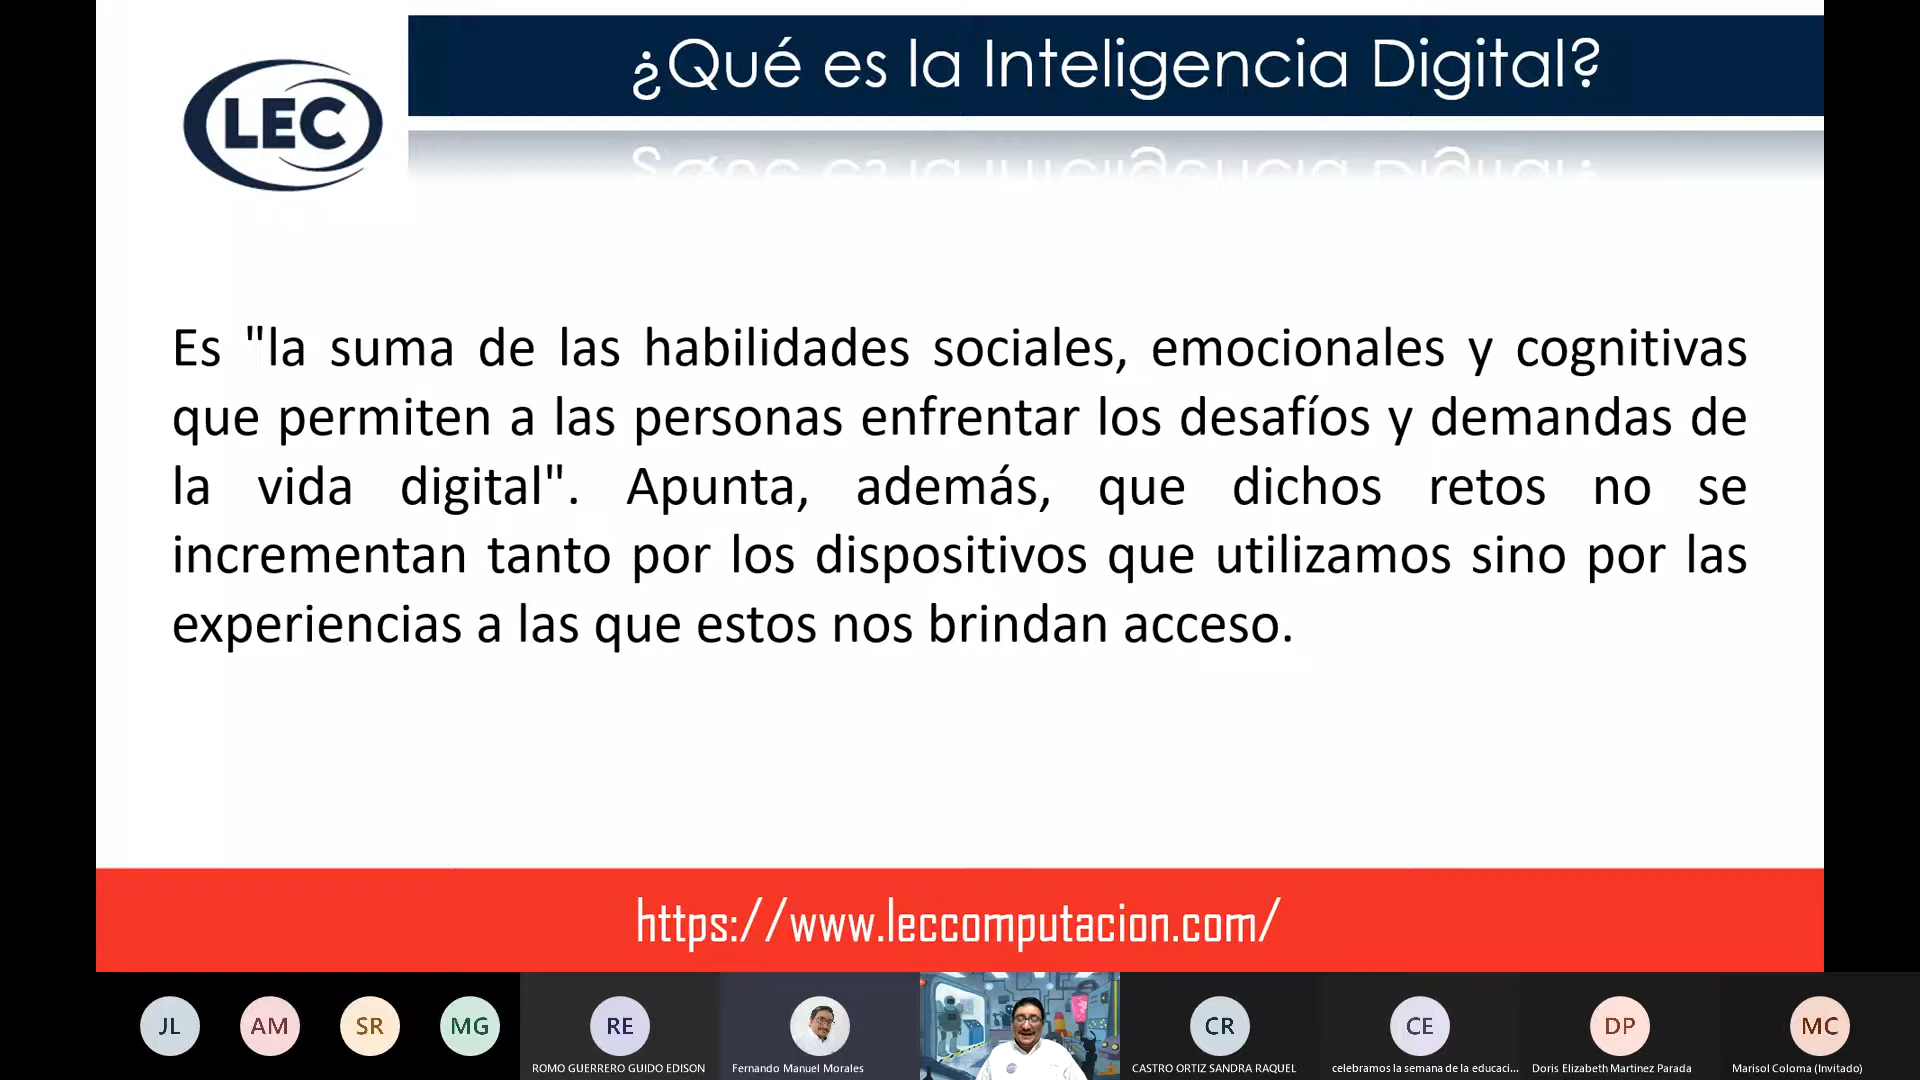 ¿Qué es la Inteligencia Digital?
LEC
Es "la suma de las habilidades sociales, emocionales y cognitivas
que permiten a las personas enfrentar los desafíos y demandas de
la vida digital". Apunta, además, que dichos retos no se
incrementan tanto por los dispositivos que utilizamos sino por las
experiencias a las que estos nos brindan acceso.
https://www.leccomputacion.com/
JL
AM
SR
MG
RE
CR
CE
DP
MC
ROMO GUERRERO GUIDO EDISON
Fernando Manuel Morales
CASTRO ORTIZ SANDRA RAQUEL
celebramos la semana de la educaci...
Doris Elizabeth Martinez Parada
Marisol Coloma (Invitado)